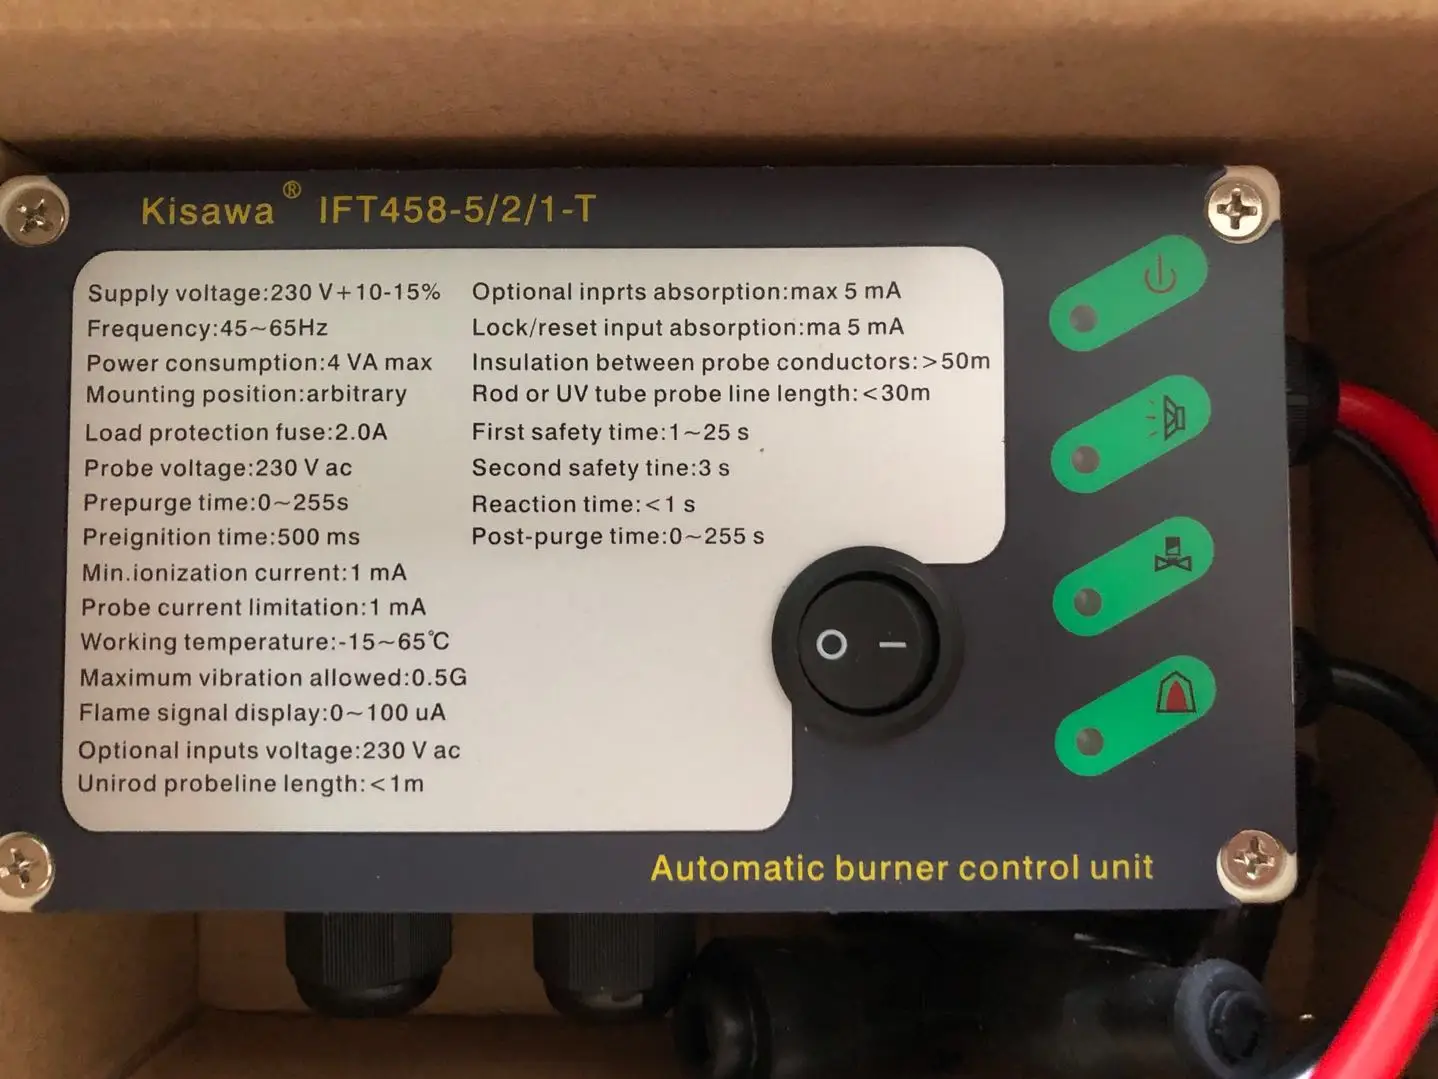 Kisawa® IFT458-5/2/1-T
Supply voltage:230 V+10-15%
Frequency:45~65Hz
Power consumption:4 VA max
Mounting position:arbitrary
Load protection fuse:2.0A
Probe voltage:230 V ac
Prepurge time:0~255s
Preignition time:500 ms
Min.ionization current:1 mA
Probe current limitation:1 mA
Working temperature:-15~65℃
Maximum vibration allowed:0.5G
Flame signal display:0~100 uA
Optional inputs voltage:230 V ac
Unirod probeline length:<1m
Optional inprts absorption:max 5 mA
Lock/reset input absorption:ma 5 mA
Insulation between probe conductors:>50m
Rod or UV tube probe line length:<30m
First safety time:1~25 s
Second safety tine:3 s
Reaction time:<1 s
Post-purge time:0~255 s
Automatic burner control unit